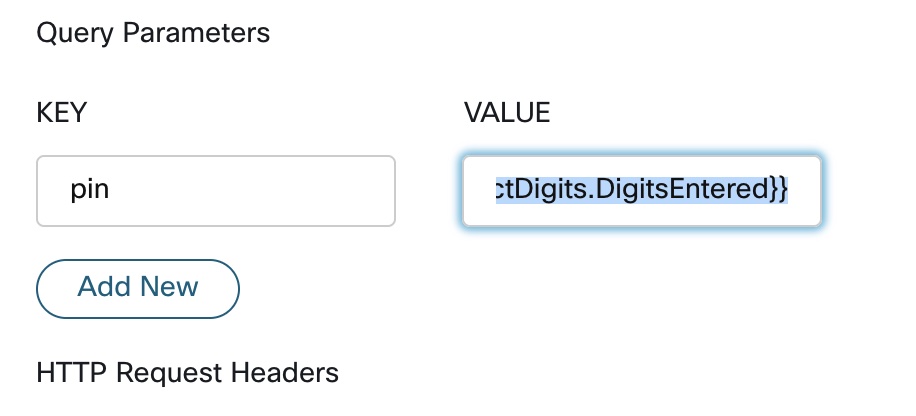 Query Parameters
KEY
VALUE
pin
ctDigits.DigitsEntered}}
Add New
HTTP Request Headers